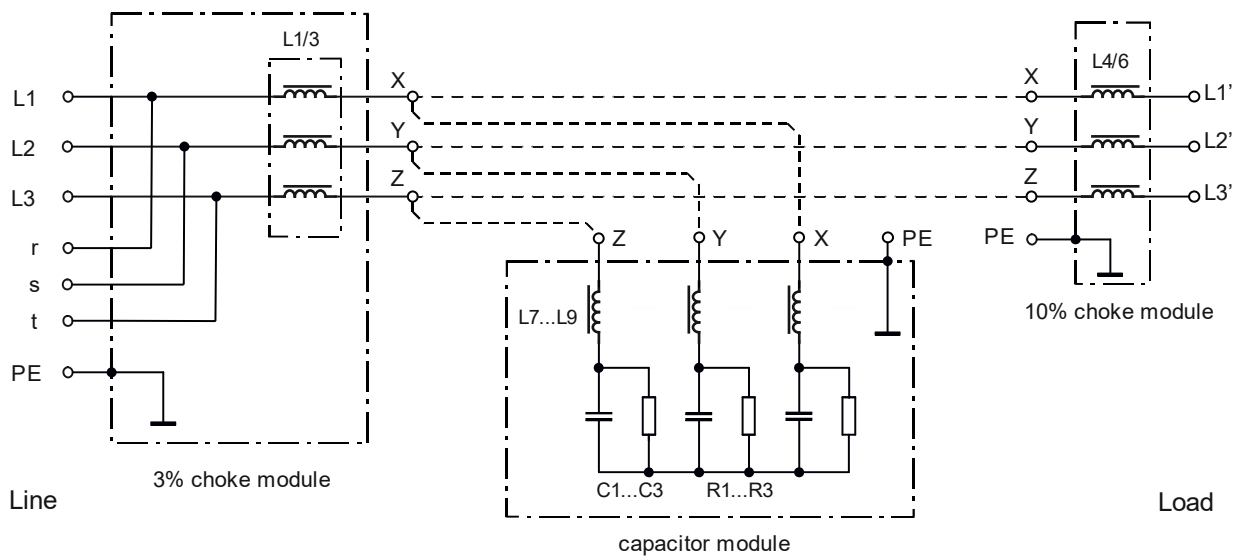 L1/3
L4/6
X
X
L1
L1’
Y
Y
L2
L2’
Z
Z
L3
L3’
r
Z
Y
X
PE
PE
s
L7...L9
10% choke module
t
PE
3% choke module
C1...C3
R1...R3
Line
Load
capacitor module